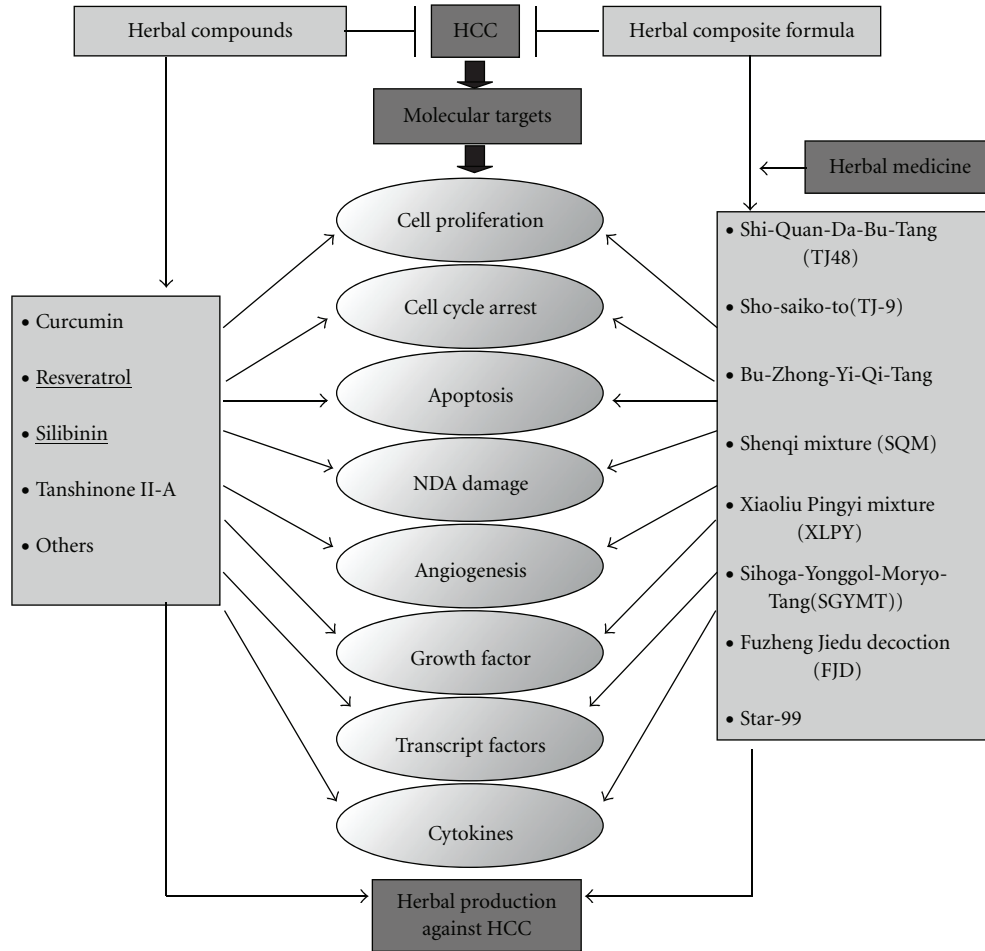 Herbal compounds
HCC
Herbal composite formula
Molecular targets
Herbal medicine
Cell proliferation
Cell cycle arrest
Apoptosis
NDA damage
Angiogenesis
Growth factor
Transcript factors
Cytokines
• Curcumin
• Resveratrol
• Silibinin
• Tanshinone II-A
• Others
• Shi-Quan-Da-Bu-Tang
(TJ48)
• Sho-saiko-to(TJ-9)
• Bu-Zhong-Yi-Qi-Tang
• Shenqi mixture (SQM)
• Xiaoliu Pingyi mixture
(XLPY)
• Sihoga-Yonggol-Moryo-
Tang(SGYMT))
• Fuzheng Jiedu decoction
(FJD)
• Star-99
Herbal production
against HCC